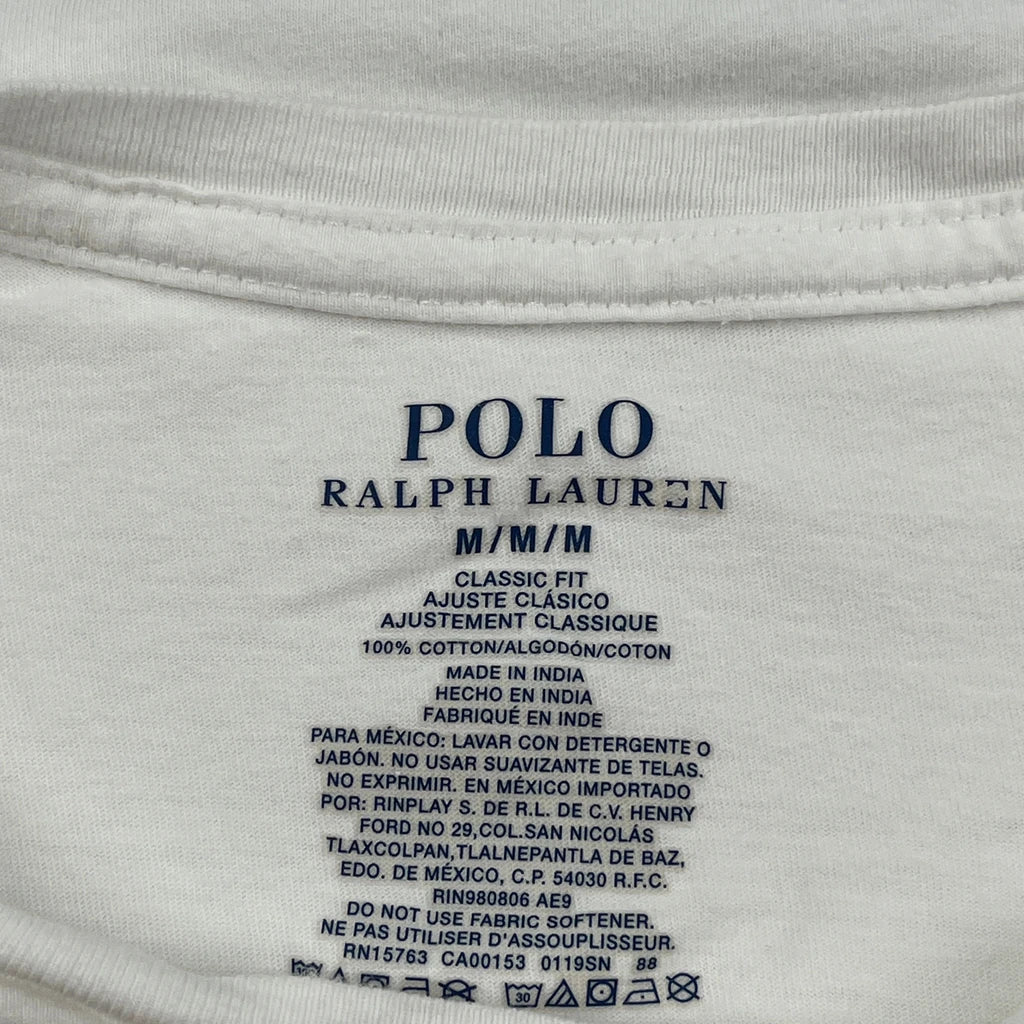 POLO
RALPH LAUREN
M/M/M
CLASSIC FIT
AJUSTE CLÁSICO
AJUSTEMENT CLASSIQUE
100% COTTON/ALGODÓN/COTON
MADE IN INDIA
HECHO EN INDIA
FABRIQUÉ EN INDE
PARA MÉXICO: LAVAR CON DETERGENTE O
JABÓN. NO USAR SUAVIZANTE DE TELAS.
NO EXPRIMIR. EN MÉXICO IMPORTADO
POR: RINPLAY S. DE R.L. DE C.V. HENRY
FORD NO 29,COL.SAN NICOLÁS
TLAXCOLPAN,TLALNEPANTLA DE BAZ,
EDO. DE MÉXICO, C.P. 54030 R.F.C.
RIN980806 AE9
DO NOT USE FABRIC SOFTENER.
NE PAS UTILISER D'ASSOUPLISSEUR.
RN15763 CA00153 0119SN 88
30